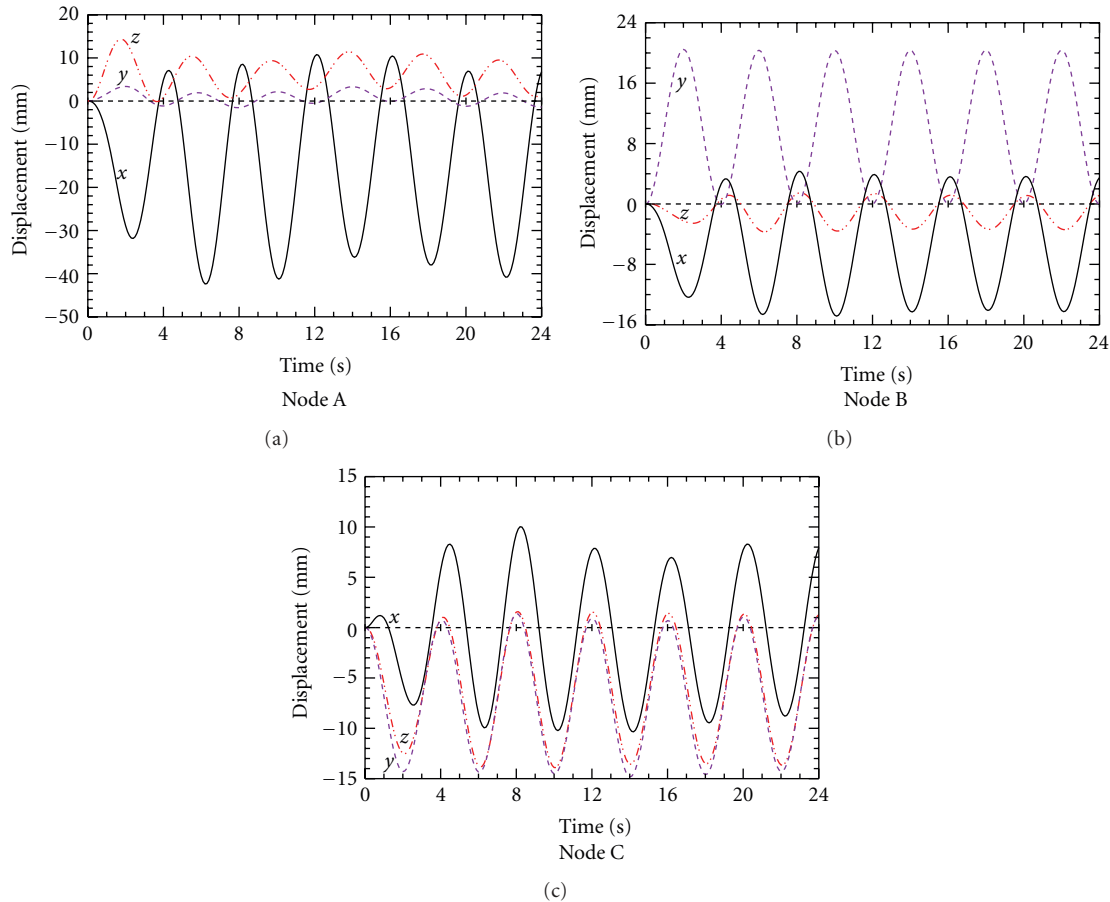 20
10
0
−10
−20
−30
−40
−50
Displacement (mm)
z
y
x
0 4 8 12 16 20 24
Time (s)
Node A
(a)
24
16
8
0
−8
−16
Displacement (mm)
y
z
x
0 4 8 12 16 20 24
Time (s)
Node B
(b)
15
10
5
0
−5
−10
−15
Displacement (mm)
x
z
y
0 4 8 12 16 20 24
Time (s)
Node C
(c)